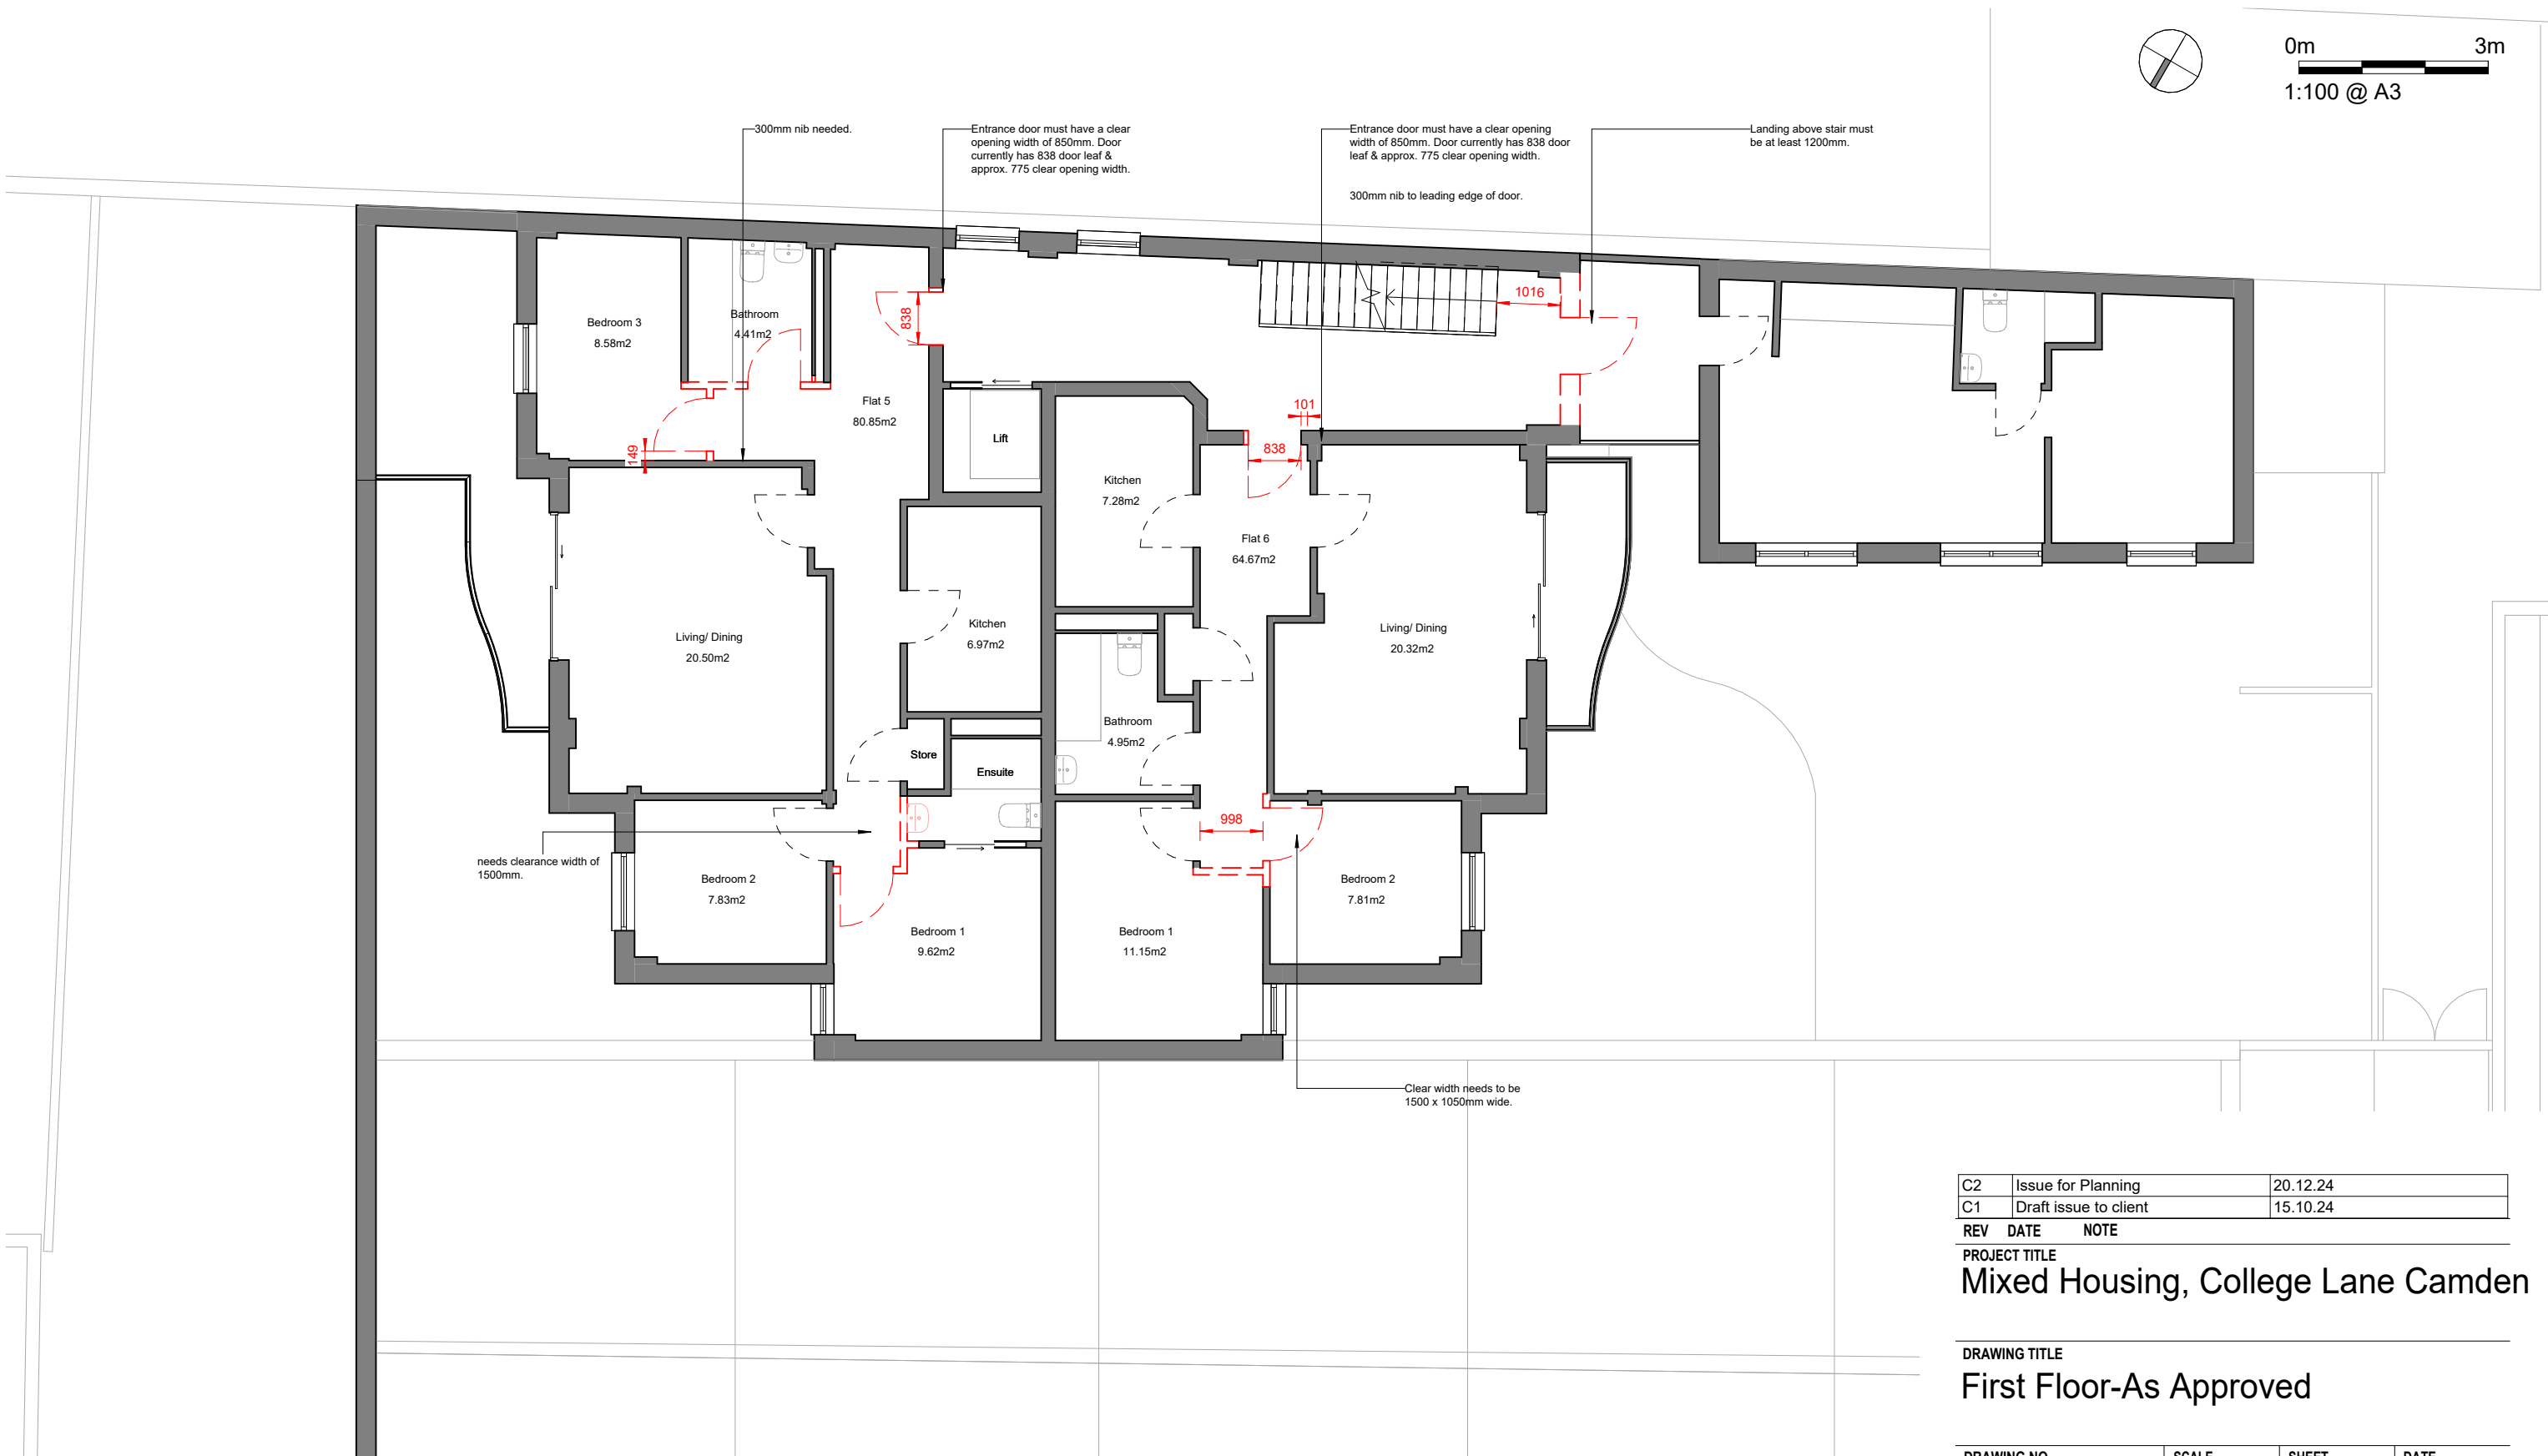 0m 3m
1:100 @ A3
300mm nib needed.
Entrance door must have a clear
opening width of 850mm. Door
currently has 838 door leaf &
approx. 775 clear opening width.
Entrance door must have a clear opening
width of 850mm. Door currently has 838 door
leaf & approx. 775 clear opening width.
300mm nib to leading edge of door.
Landing above stair must
be at least 1200mm.
1016
838
Bedroom 3
8.58m2
Bathroom
4.41m2
Flat 5
80.85m2
101
838
149
Lift
Kitchen
7.28m2
Flat 6
64.67m2
Living/ Dining
20.50m2
Kitchen
6.97m2
Living/ Dining
20.32m2
Bathroom
4.95m2
Store
Ensuite
998
needs clearance width of
1500mm.
Bedroom 2
7.83m2
Bedroom 1
9.62m2
Bedroom 1
11.15m2
Bedroom 2
7.81m2
Clear width needs to be
1500 x 1050mm wide.
C2 Issue for Planning 20.12.24
C1 Draft issue to client 15.10.24
REV DATE NOTE
PROJECT TITLE
Mixed Housing, College Lane Camden
DRAWING TITLE
First Floor-As Approved
DRAWING NO SCALE SHEET DATE